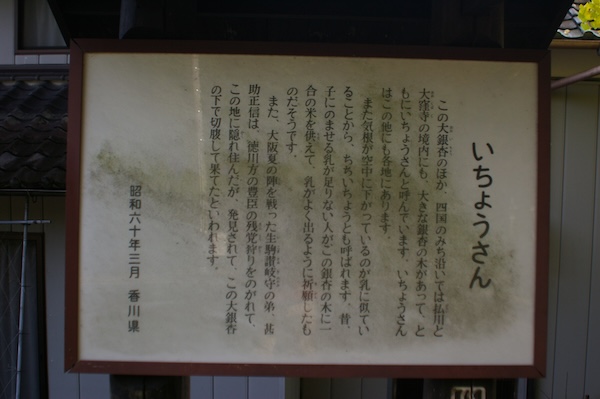 いちょうさん
この大銀杏のほか、四国のみち沿いでは払川と
大窪寺の境内にも、大きな銀杏の木があって、と
もにいちょうさんと呼んでいます。いちょうさん
はこの他にも各地にあります。
また気根が空中に下がっているのが乳に似てい
ることから、ちちいちょうとも呼ばれます。昔、
子にのませる乳が足りない人がこの銀杏の木に一
合の米を供えて、乳がよく出るように祈願したも
のだそうです。
また、大阪夏の陣を戦った生駒讃岐守の弟、甚
助正信は、徳川方の豊臣の残党狩りをのがれて、
この地に隠れ住んだが、発見されて、この大銀杏
の下で切腹して果てたといわれます。
昭和六十年三月 香川県